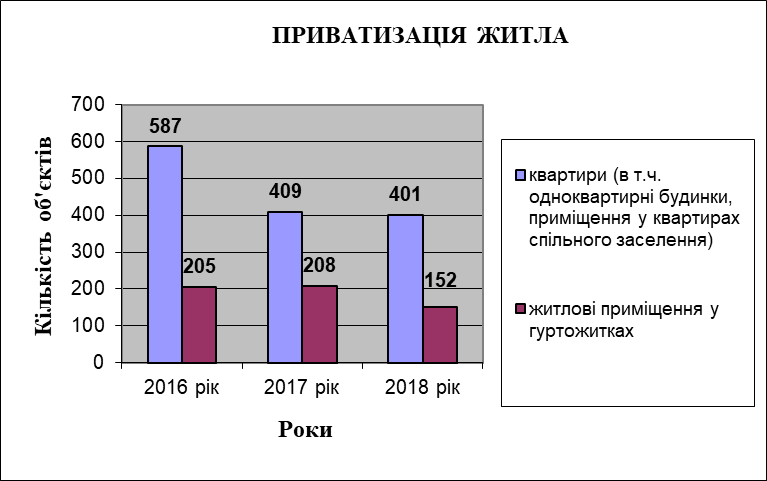 ПРИВАТИЗАЦІЯ ЖИТЛА
Кількість об'єктів
700
600
500
400
300
200
100
0
587
205
409
208
401
152
2016 рік
2017 рік
2018 рік
Роки
квартири (в т.ч.
одноквартирні будинки,
приміщення у квартирах
спільного заселення)
житлові приміщення у
гуртожитках